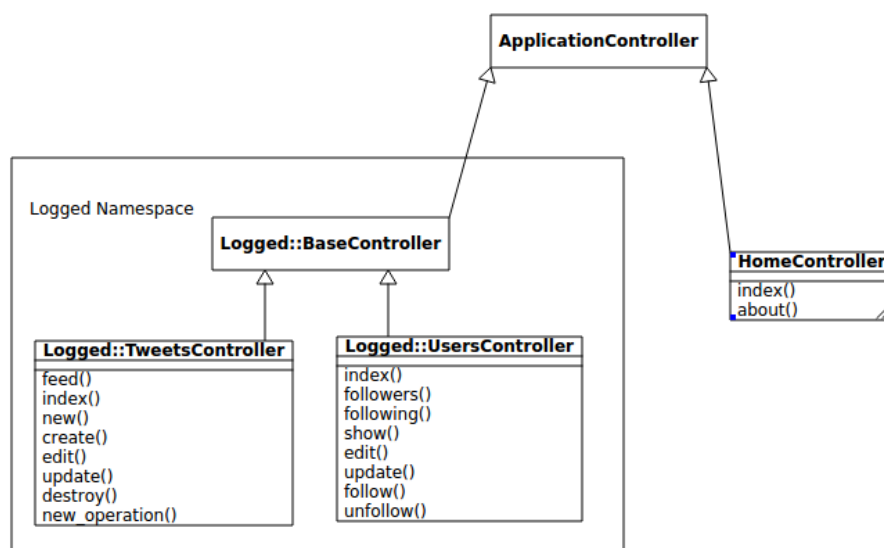 ApplicationController
Logged Namespace
Logged::BaseController
HomeController
index()
about()
Logged::TweetsController
feed()
index()
new()
create()
edit()
update()
destroy()
new_operation()
Logged::UsersController
index()
followers()
following()
show()
edit()
update()
follow()
unfollow()